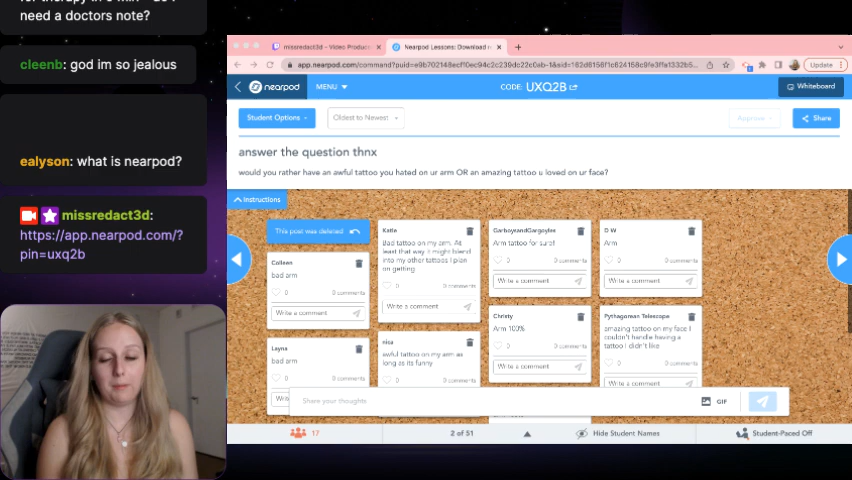 need a doctors note?
cleenb: god im so jealous
ealyson: what is nearpod?
missredact3d:
https://app.nearpod.com/?
pin=uxq2b
missredact3d - Video Produc
Nearpod Lessons: Download i
Update
nearpod
MENU
CODE: UXQ2B
Whiteboard
Student Options
Oldest to Newest
Approve
Share
answer the question thnx
would you rather have an awful tattoo you hated on ur arm OR an amazing tattoo u loved on ur face?
Instructions
This post was deleted
Colleen
bad arm
0
0 comments
Write a comment
Layna
bad arm
0
0 comments
Katie
Bad tattoo on my arm. At
least that way it might blend
into my other tattoos I plan
on getting
0
0 comments
Write a comment
nisa
awful tattoo on my arm as
long as its funny
0
0 comments
GarboyeandGargoyles
Arm tattoo for sure!!
0
0 comments
Write a comment
Christy
Arm 100%
0
0 comments
Write a comment
D W
Arm
0
0 comments
Write a comment
Pythagorean Telescope
amazing tattoo on my face I
couldn't handle having a
tattoo I didn't like
0
0 comments
Write a comment
Share your thoughts
GIF
17
2 of 51
Hide Student Names
Student-Paced Off